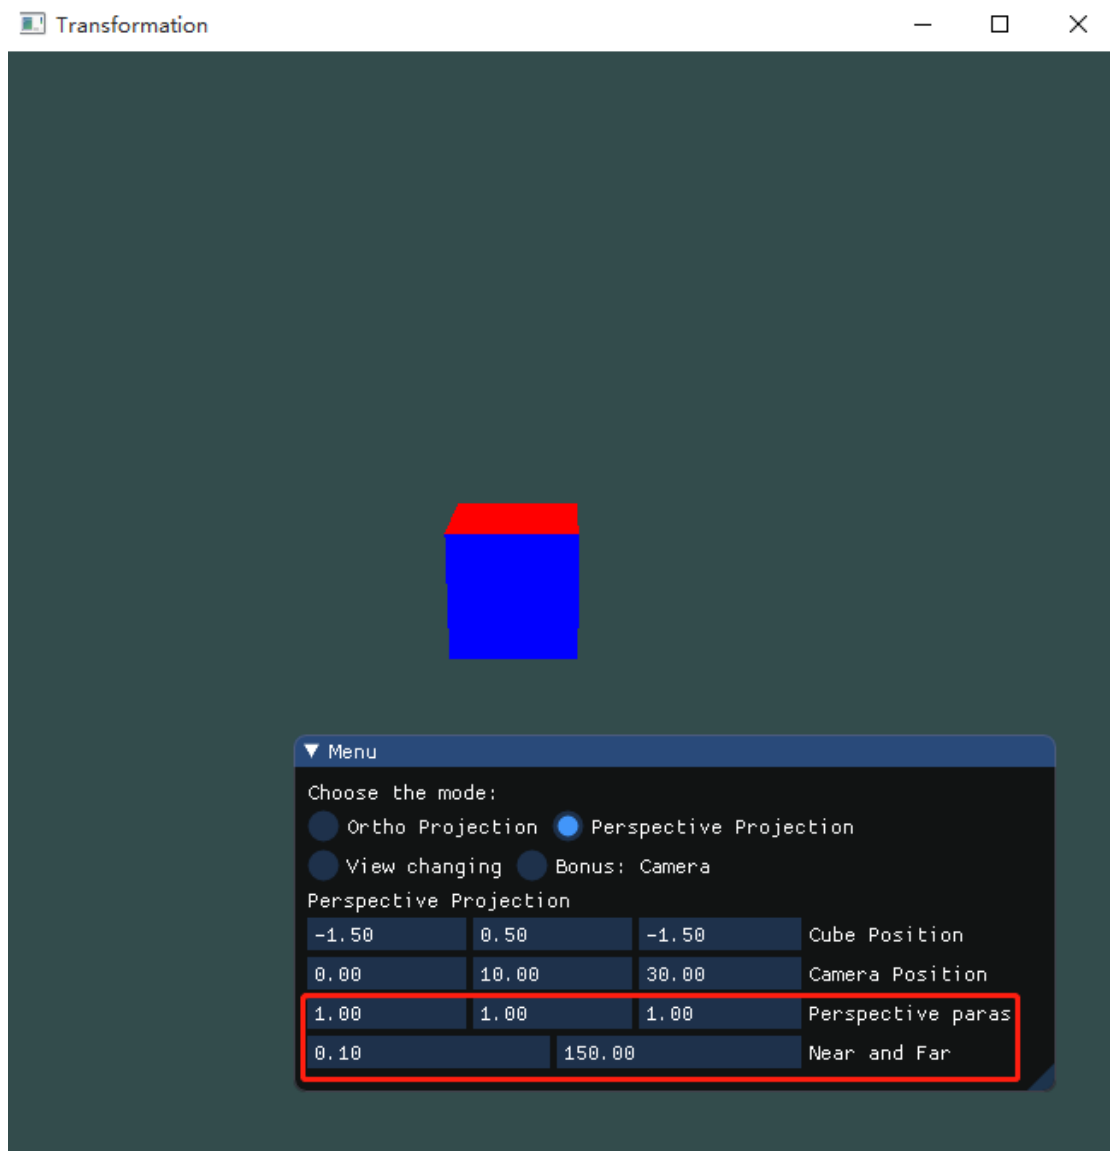 Transformation
Menu
Choose the mode:
Ortho Projection Perspective Projection
View changing Bonus: Camera
Perspective Projection
-1.50 0.50 -1.50 Cube Position
0.00 10.00 30.00 Camera Position
1.00 1.00 1.00 Perspective paras
0.10 150.00 Near and Far